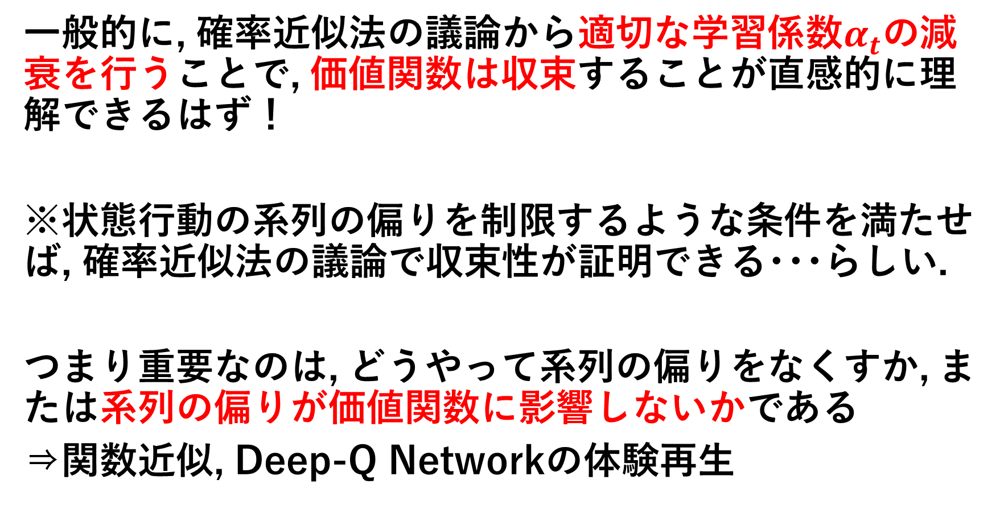 一般的に, 確率近似法の議論から適切な学習係数αtの減
衰を行うことで, 価値関数は収束することが直感的に理
解できるはず！
※状態行動の系列の偏りを制限するような条件を満たせ
ば, 確率近似法の議論で収束性が証明できる･･･らしい.
つまり重要なのは, どうやって系列の偏りをなくすか, ま
たは系列の偏りが価値関数に影響しないかである
⇒関数近似, Deep-Q Networkの体験再生